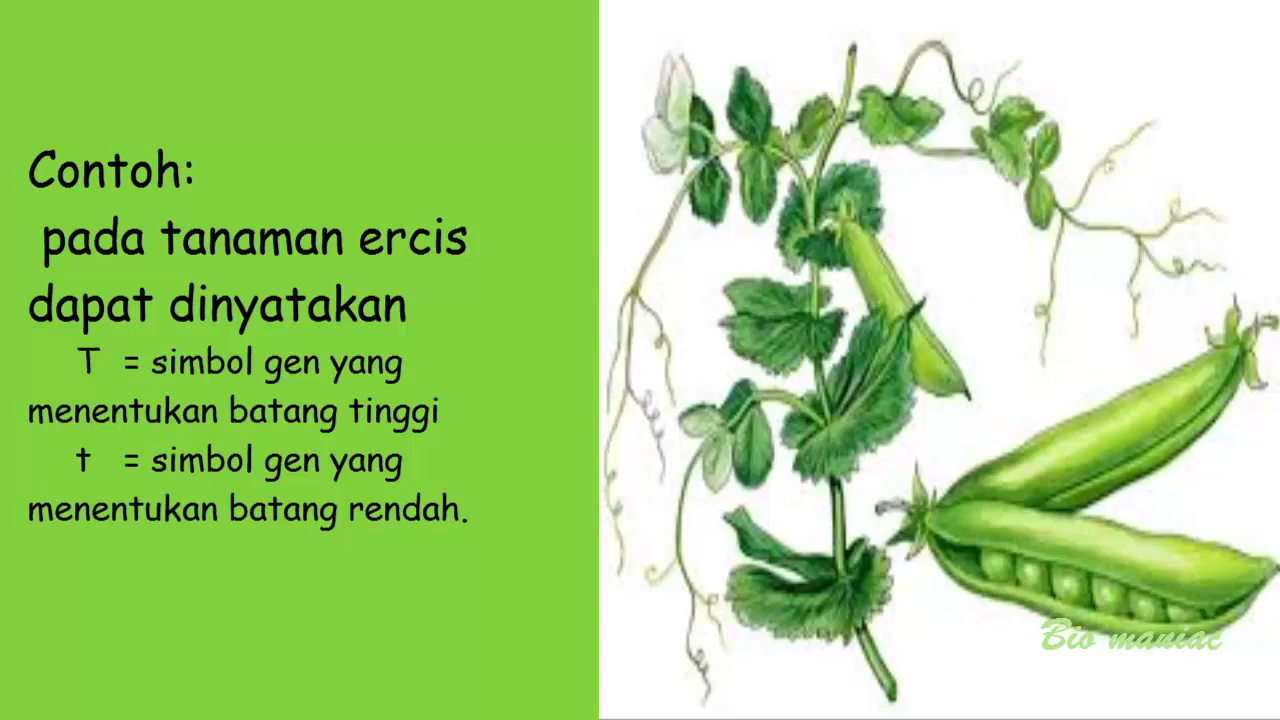 Contoh:
pada tanaman ercis
dapat dinyatakan
T = simbol gen yang
menentukan batang tinggi
t = simbol gen yang
menentukan batang rendah.
Bio maniac